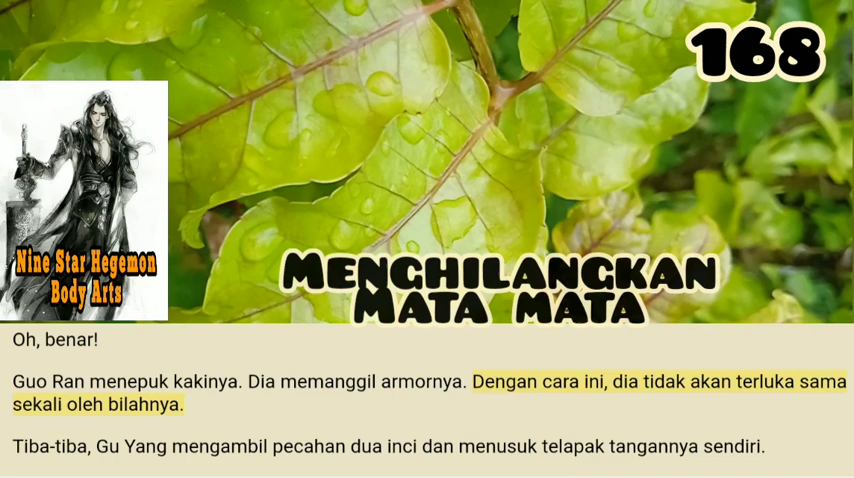 168
Nine Star Hegemon
Body Arts
Menghilangkan
Mata mata
Oh, benar!
Guo Ran menepuk kakinya. Dia memanggil armornya. Dengan cara ini, dia tidak akan terluka sama
sekali oleh bilahnya.
Tiba-tiba, Gu Yang mengambil pecahan dua inci dan menusuk telapak tangannya sendiri.